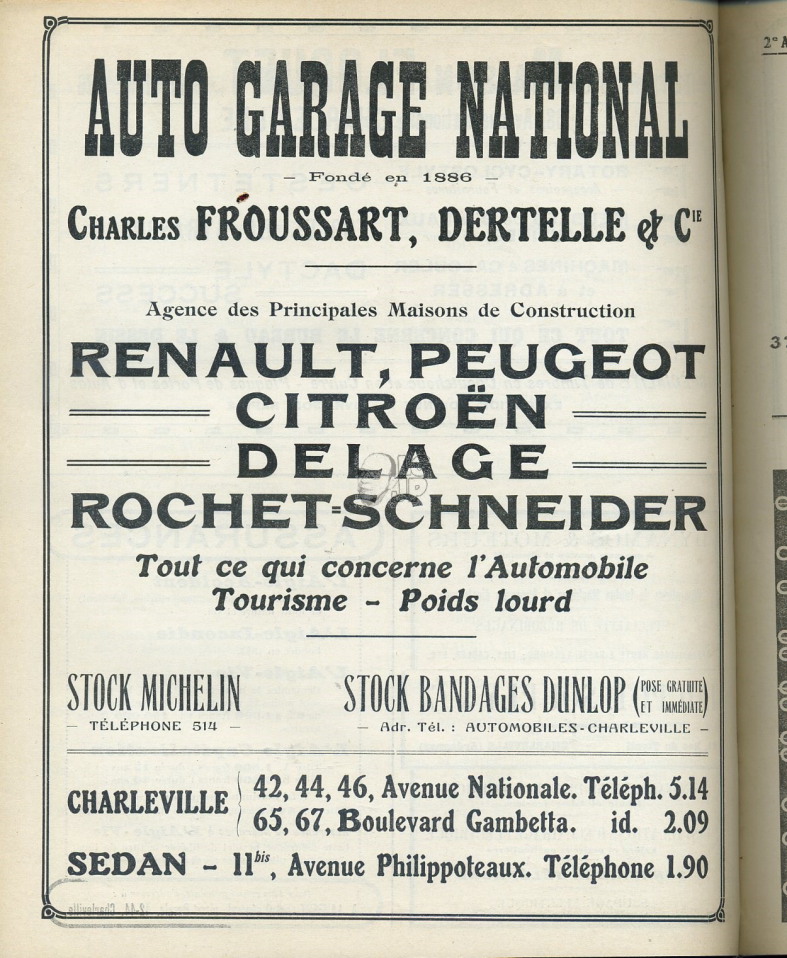 AUTO GARAGE NATIONAL
– Fondé en 1886 –
CHARLES FROUSSART, DERTELLE & CIE
Agence des Principales Maisons de Construction
RENAULT, PEUGEOT
CITROËN
DELAGE
ROCHET=SCHNEIDER
Tout ce qui concerne l'Automobile
Tourisme – Poids lourd
STOCK MICHELIN
– TÉLÉPHONE 514 –
STOCK BANDAGES DUNLOP (POSE GRATUITE ET IMMÉDIATE)
– Adr. Tél. : AUTOMOBILES-CHARLEVILLE –
CHARLEVILLE
42, 44, 46, Avenue Nationale. Téléph. 5.14
65, 67, Boulevard Gambetta. id. 2.09
SEDAN – 11bis, Avenue Philippoteaux. Téléphone 1.90
2e A
37